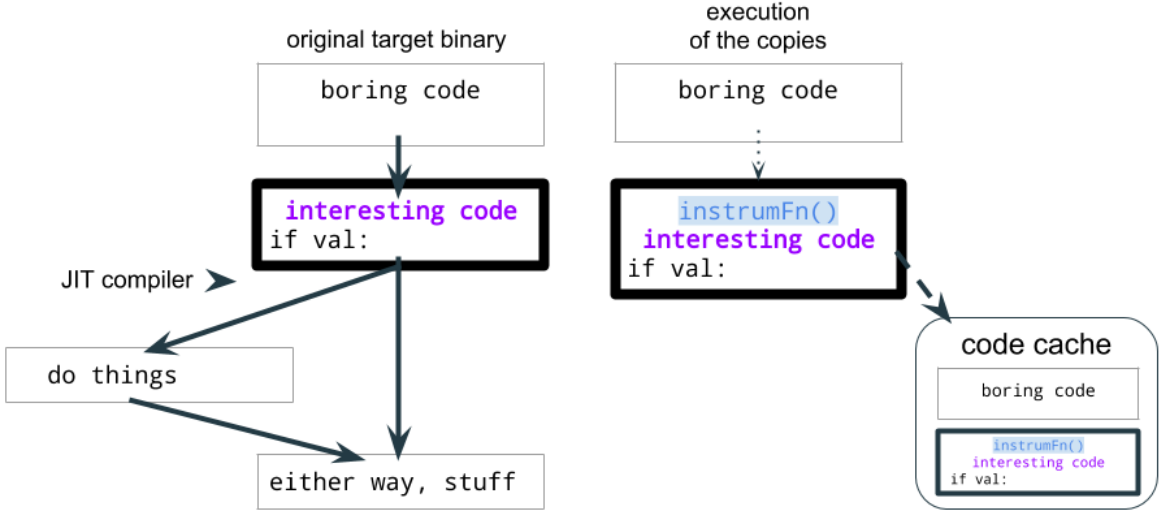 original target binary
boring code
interesting code
if val:
JIT compiler
do things
either way, stuff
execution
of the copies
boring code
instrumFn()
interesting code
if val:
code cache
boring code
instrumFn()
interesting code
if val: